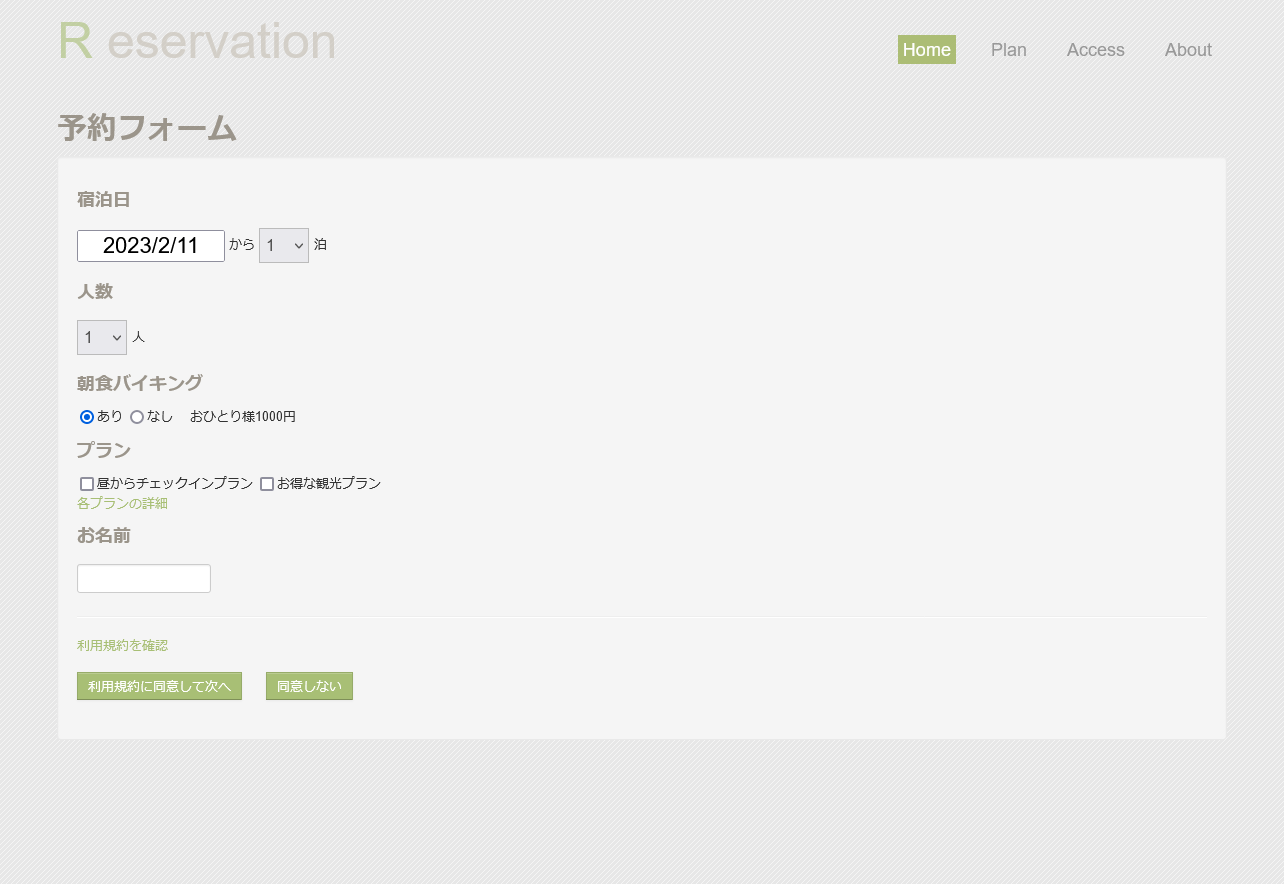 R eservation
Home Plan Access About
予約フォーム
宿泊日
2023/2/11 から 1 泊
人数
1 人
朝食バイキング
あり なし おひとり様1000円
プラン
昼からチェックインプラン お得な観光プラン
各プランの詳細
お名前
利用規約を確認
利用規約に同意して次へ 同意しない